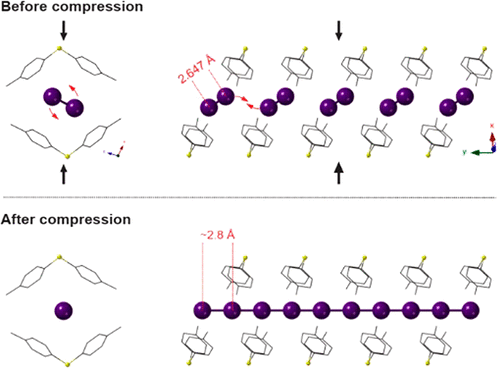 Before compression
2.647 Å
x
y
After compression
~2.8 Å